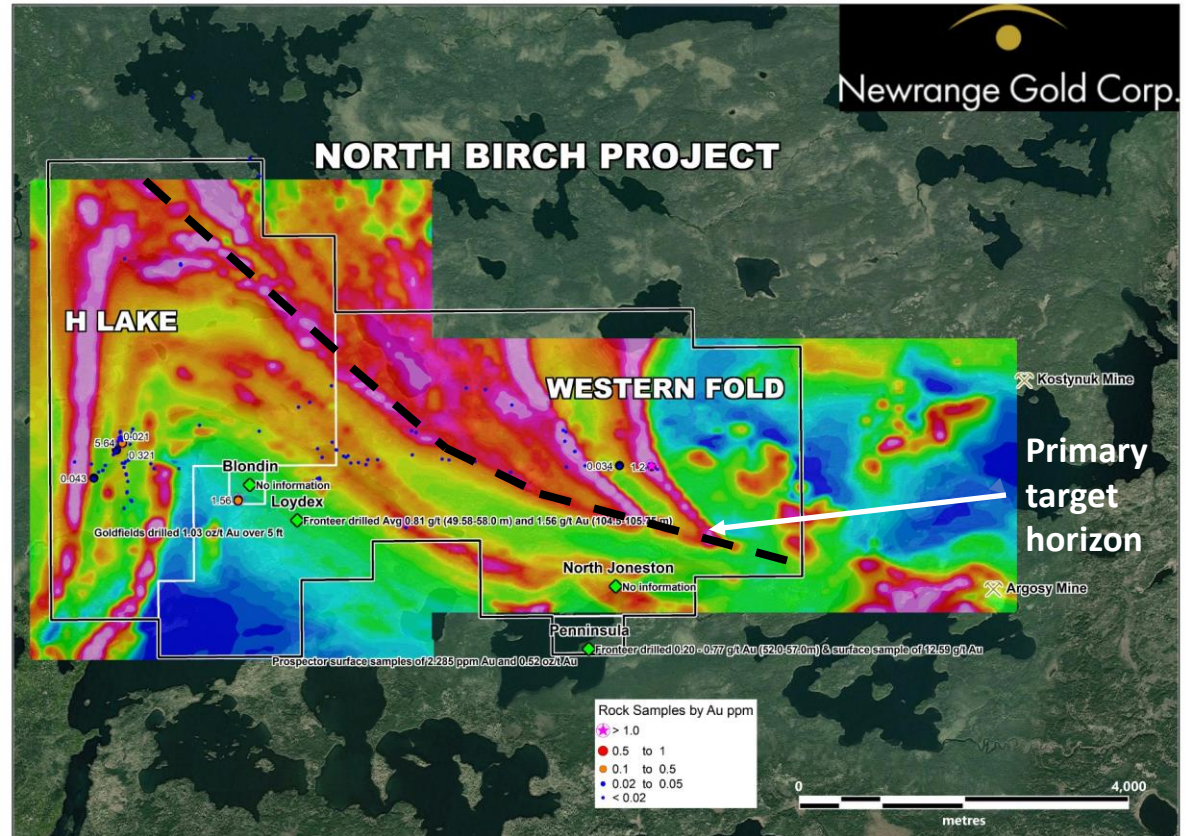 Newrange Gold Corp.
NORTH BIRCH PROJECT
H LAKE
WESTERN FOLD
Kostynuk Mine
Primary
target
horizon
5.64
0.021
0.321
0.043
0.034
Blondin
No information
1.56
Loydex
Fronteer drilled Avg 0.81 g/t (49.58-58.0 m) and 1.56 g/t Au (104.5-105.75 m)
Goldfields drilled 1.03 oz/t Au over 5 ft
North Joneston
No information
Argosy Mine
Penninsula
Fronteer drilled 0.20 - 0.77 g/t Au (52.0-57.0m) & surface sample of 12.59 g/t Au
Prospector surface samples of 2.285 ppm Au and 0.52 oz/t Au
Rock Samples by Au ppm
> 1.0
0.5 to 1
0.1 to 0.5
0.02 to 0.05
< 0.02
0 4,000
metres